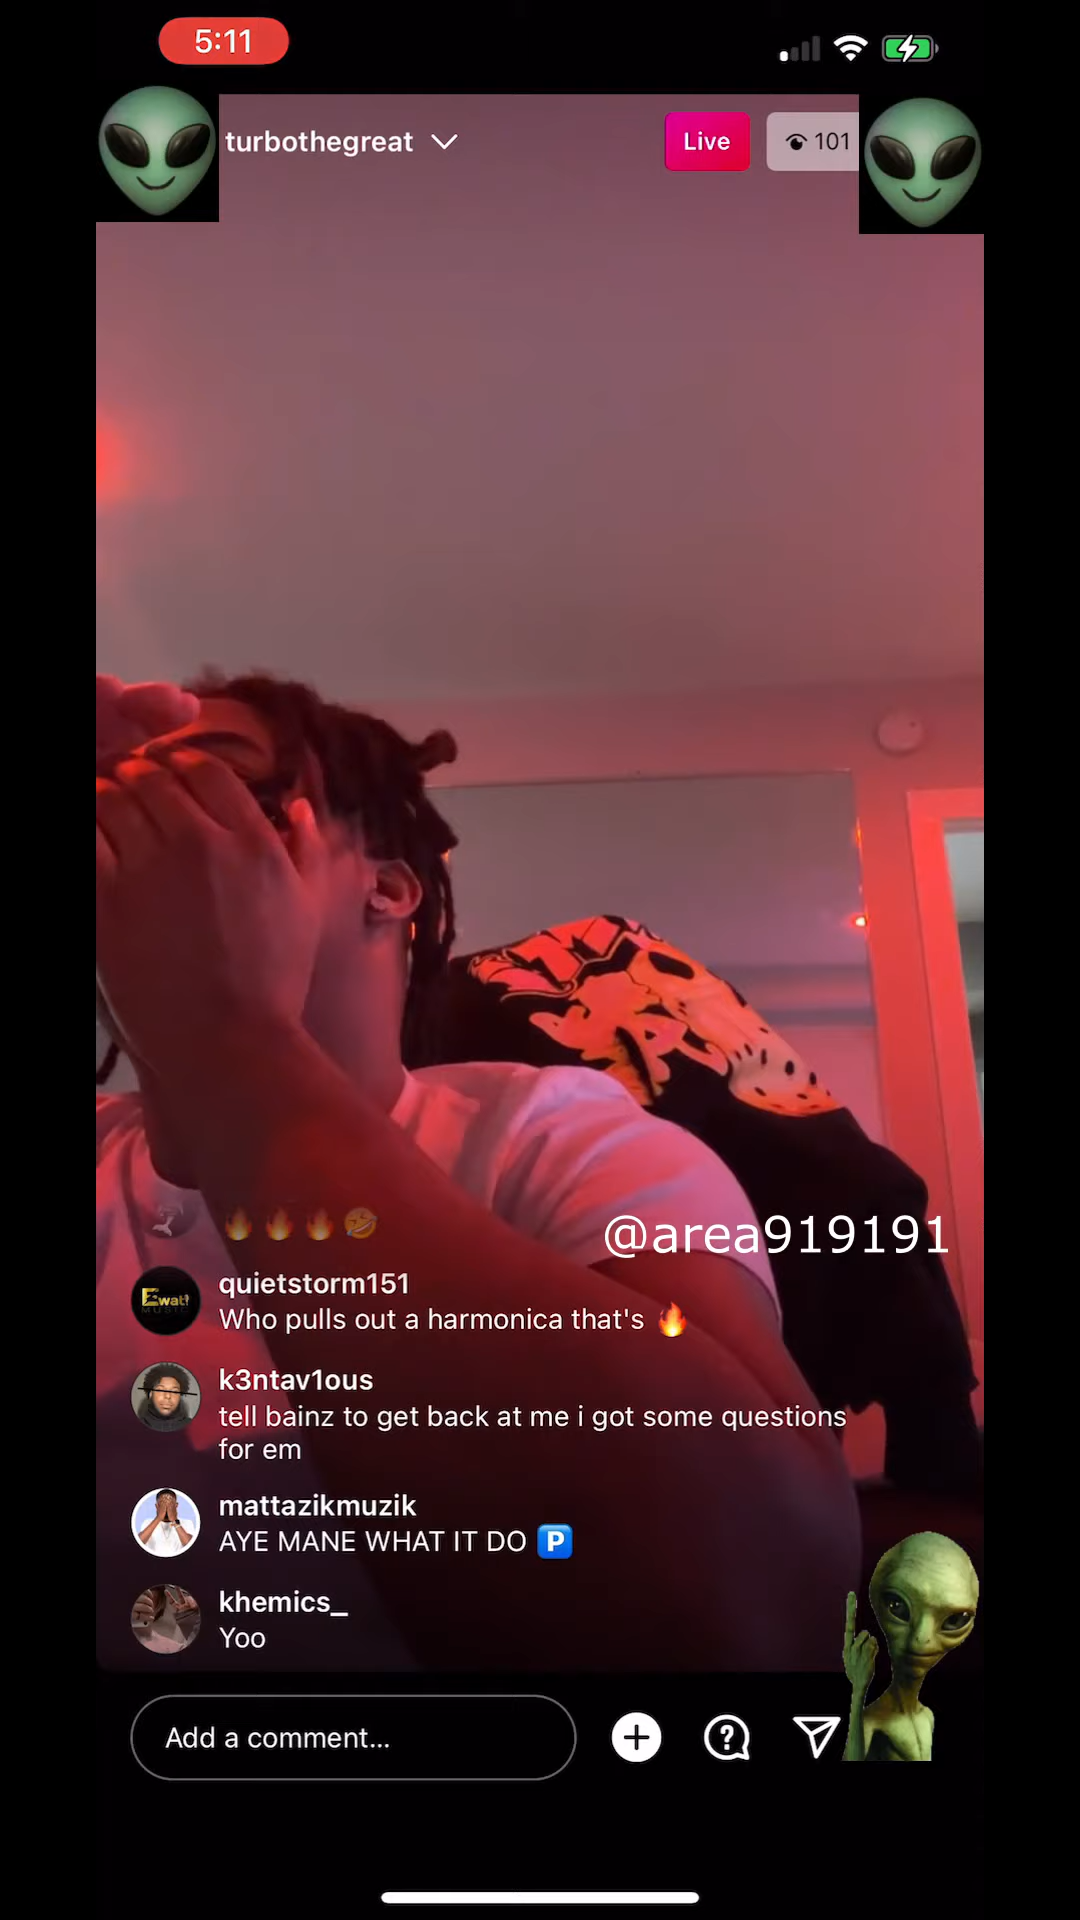 5:11
turbothegreat
Live
101
@area919191
quietstorm151
Who pulls out a harmonica that's 🔥
k3ntav1ous
tell bainz to get back at me i got some questions
for em
mattazikmuzik
AYE MANE WHAT IT DO 🅿️
khemics_
Yoo
Add a comment...